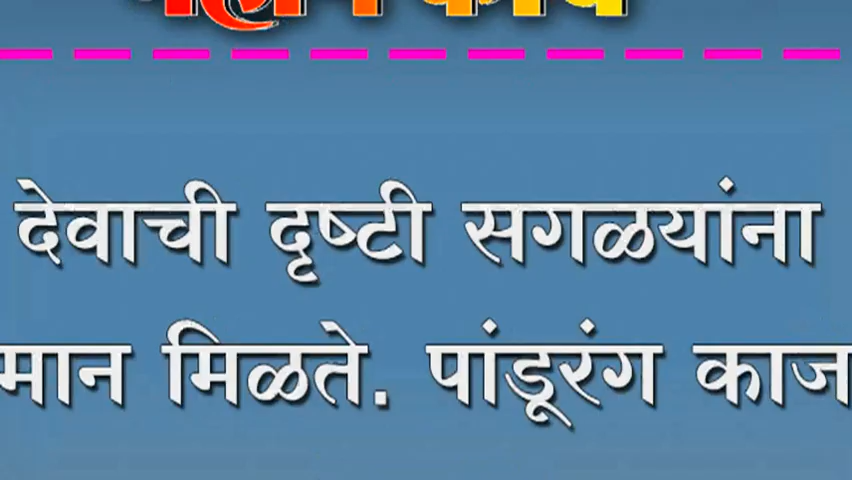 देवाची दृष्टी सगळयांना
मान मिळते. पांडूरंग काज